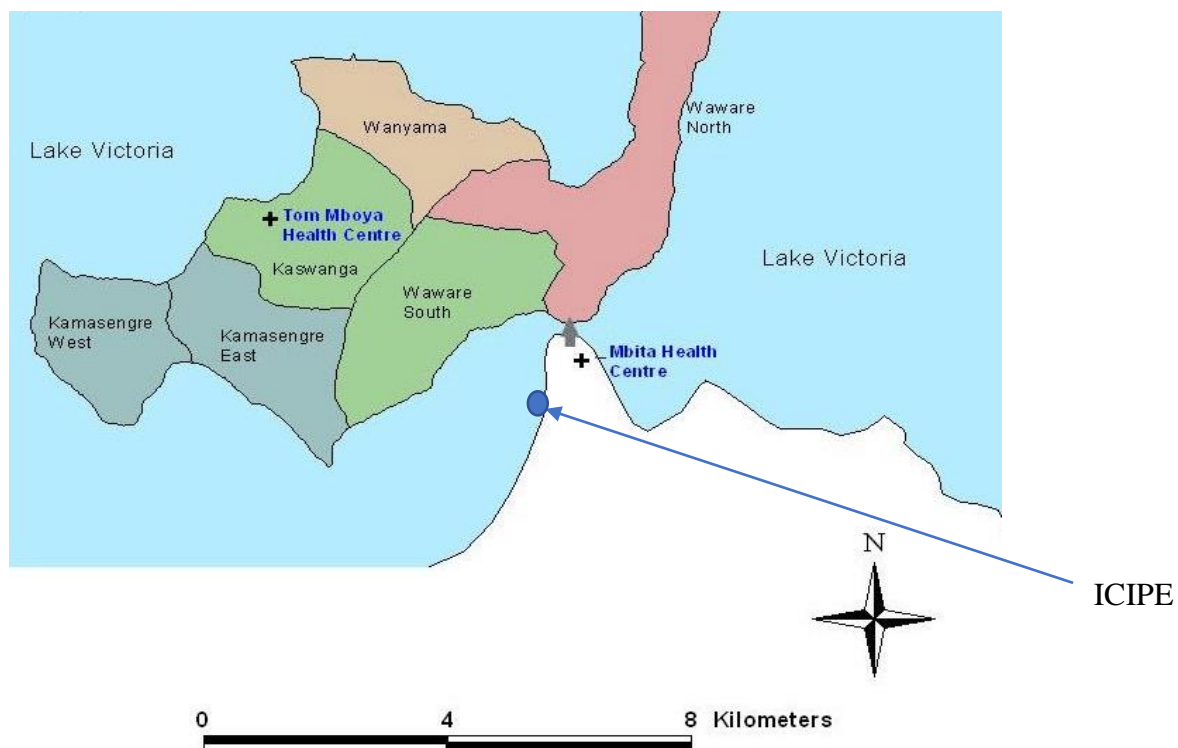 Waware
North
Wanyama
Lake Victoria
Tom Mboya
Health Centre
Kaswanga
Lake Victoria
Waware
South
Kamasengre
West
Kamasengre
East
Mbita Health
Centre
N
ICIPE
0 4 8 Kilometers